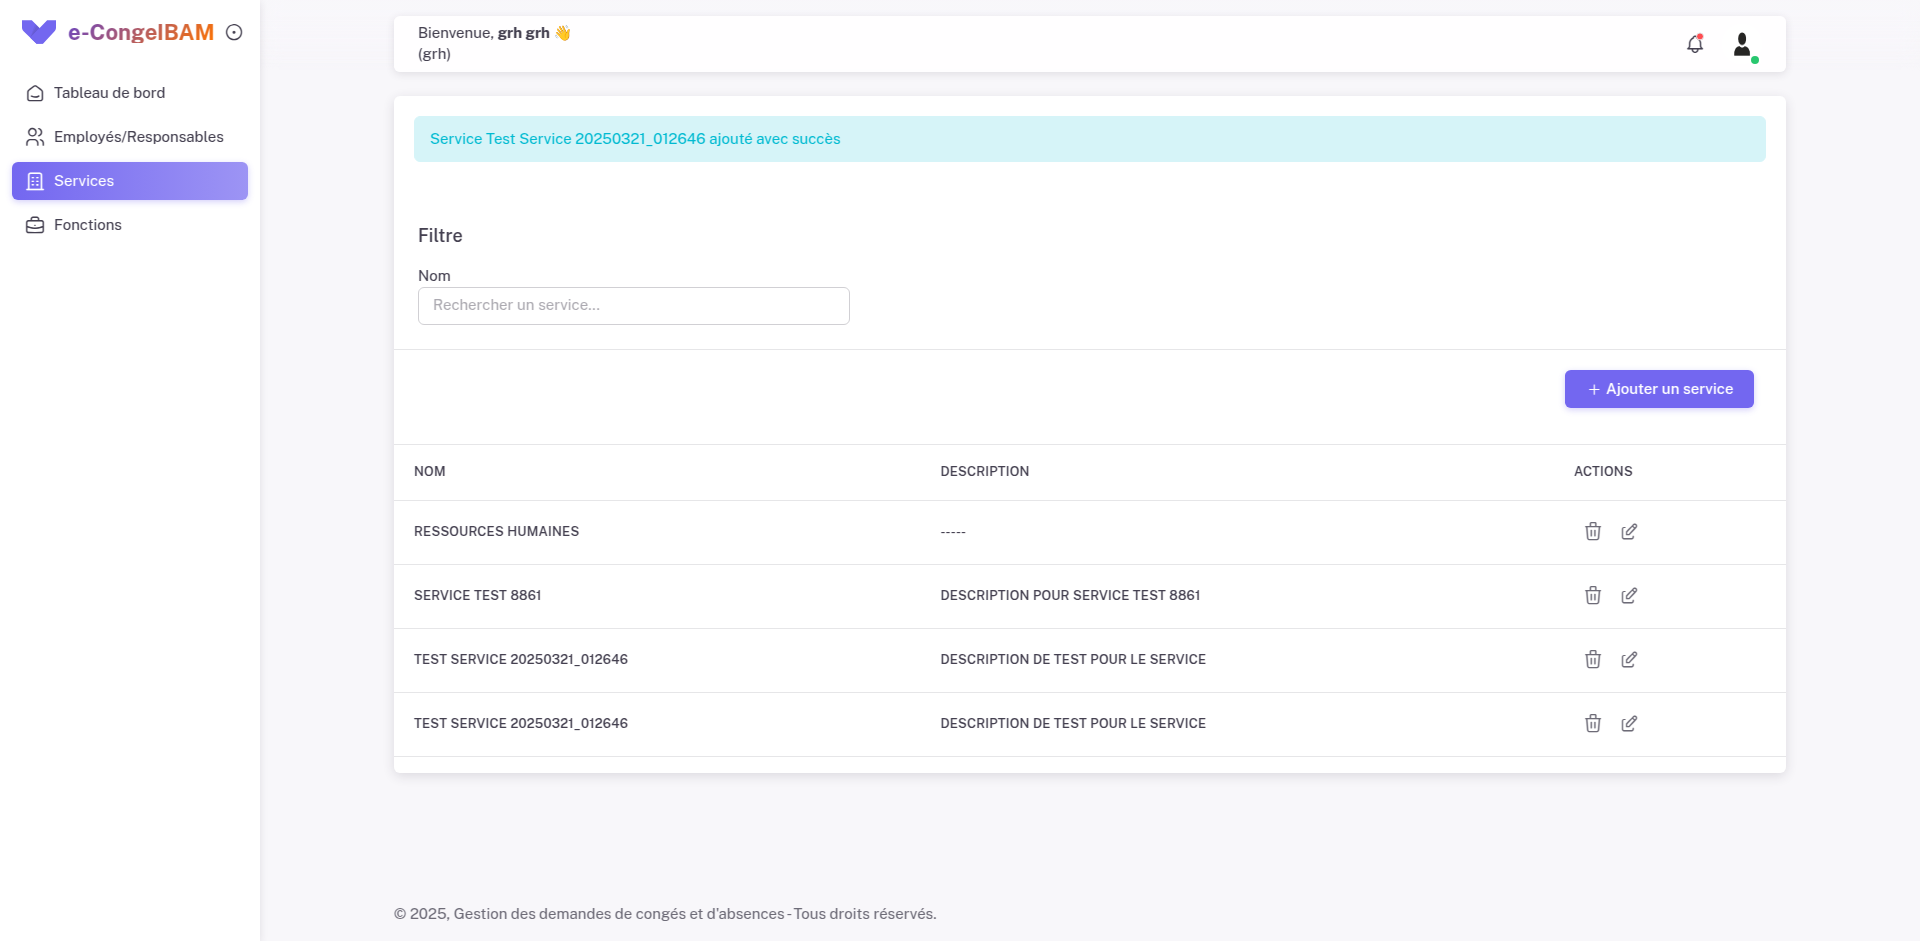 e-CongelBAM
Tableau de bord
Employés/Responsables
Services
Fonctions
Bienvenue, grh grh 👋
(grh)
Service Test Service 20250321_012646 ajouté avec succès
Filtre
Nom
Rechercher un service...
+ Ajouter un service
NOM DESCRIPTION ACTIONS
RESSOURCES HUMAINES -----
SERVICE TEST 8861 DESCRIPTION POUR SERVICE TEST 8861
TEST SERVICE 20250321_012646 DESCRIPTION DE TEST POUR LE SERVICE
TEST SERVICE 20250321_012646 DESCRIPTION DE TEST POUR LE SERVICE
© 2025, Gestion des demandes de congés et d'absences - Tous droits réservés.